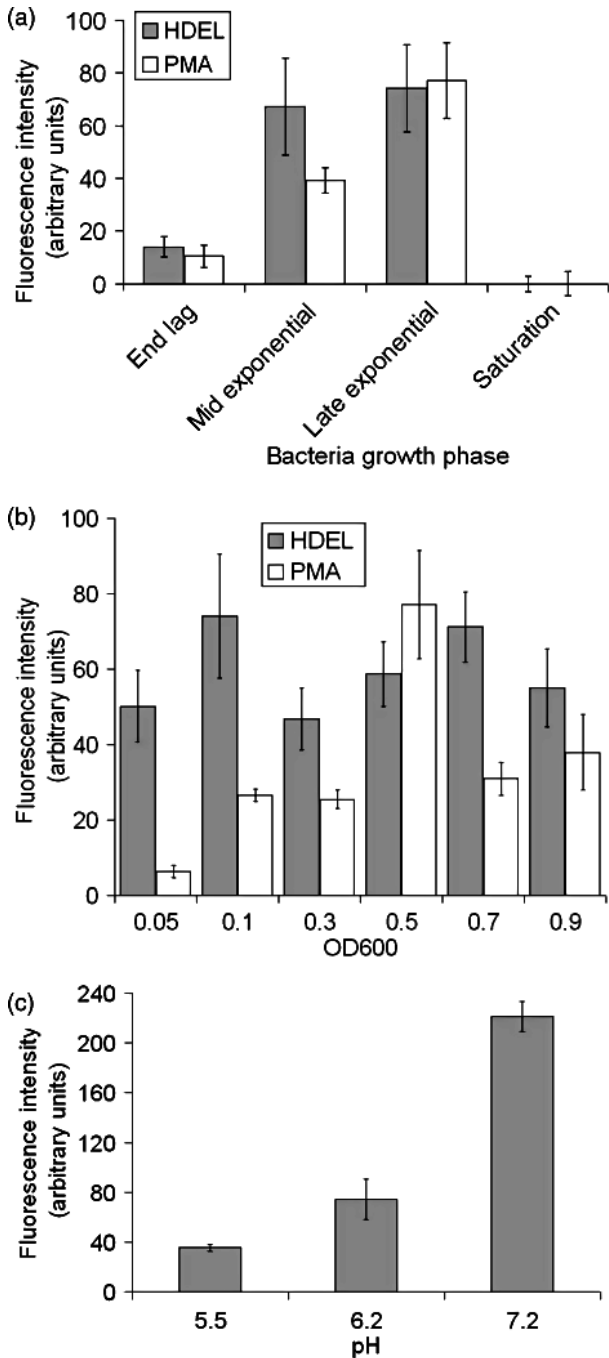 (a)
100
80
60
40
20
0
Fluorescence intensity
(arbitrary units)
HDEL
PMA
End lag
Mid exponential
Late exponential
Saturation
Bacteria growth phase
(b)
100
80
60
40
20
0
Fluorescence intensity
(arbitrary units)
HDEL
PMA
0.05 0.1 0.3 0.5 0.7 0.9
OD600
(c)
240
200
160
120
80
40
0
Fluorescence intensity
(arbitrary units)
5.5 6.2 7.2
pH